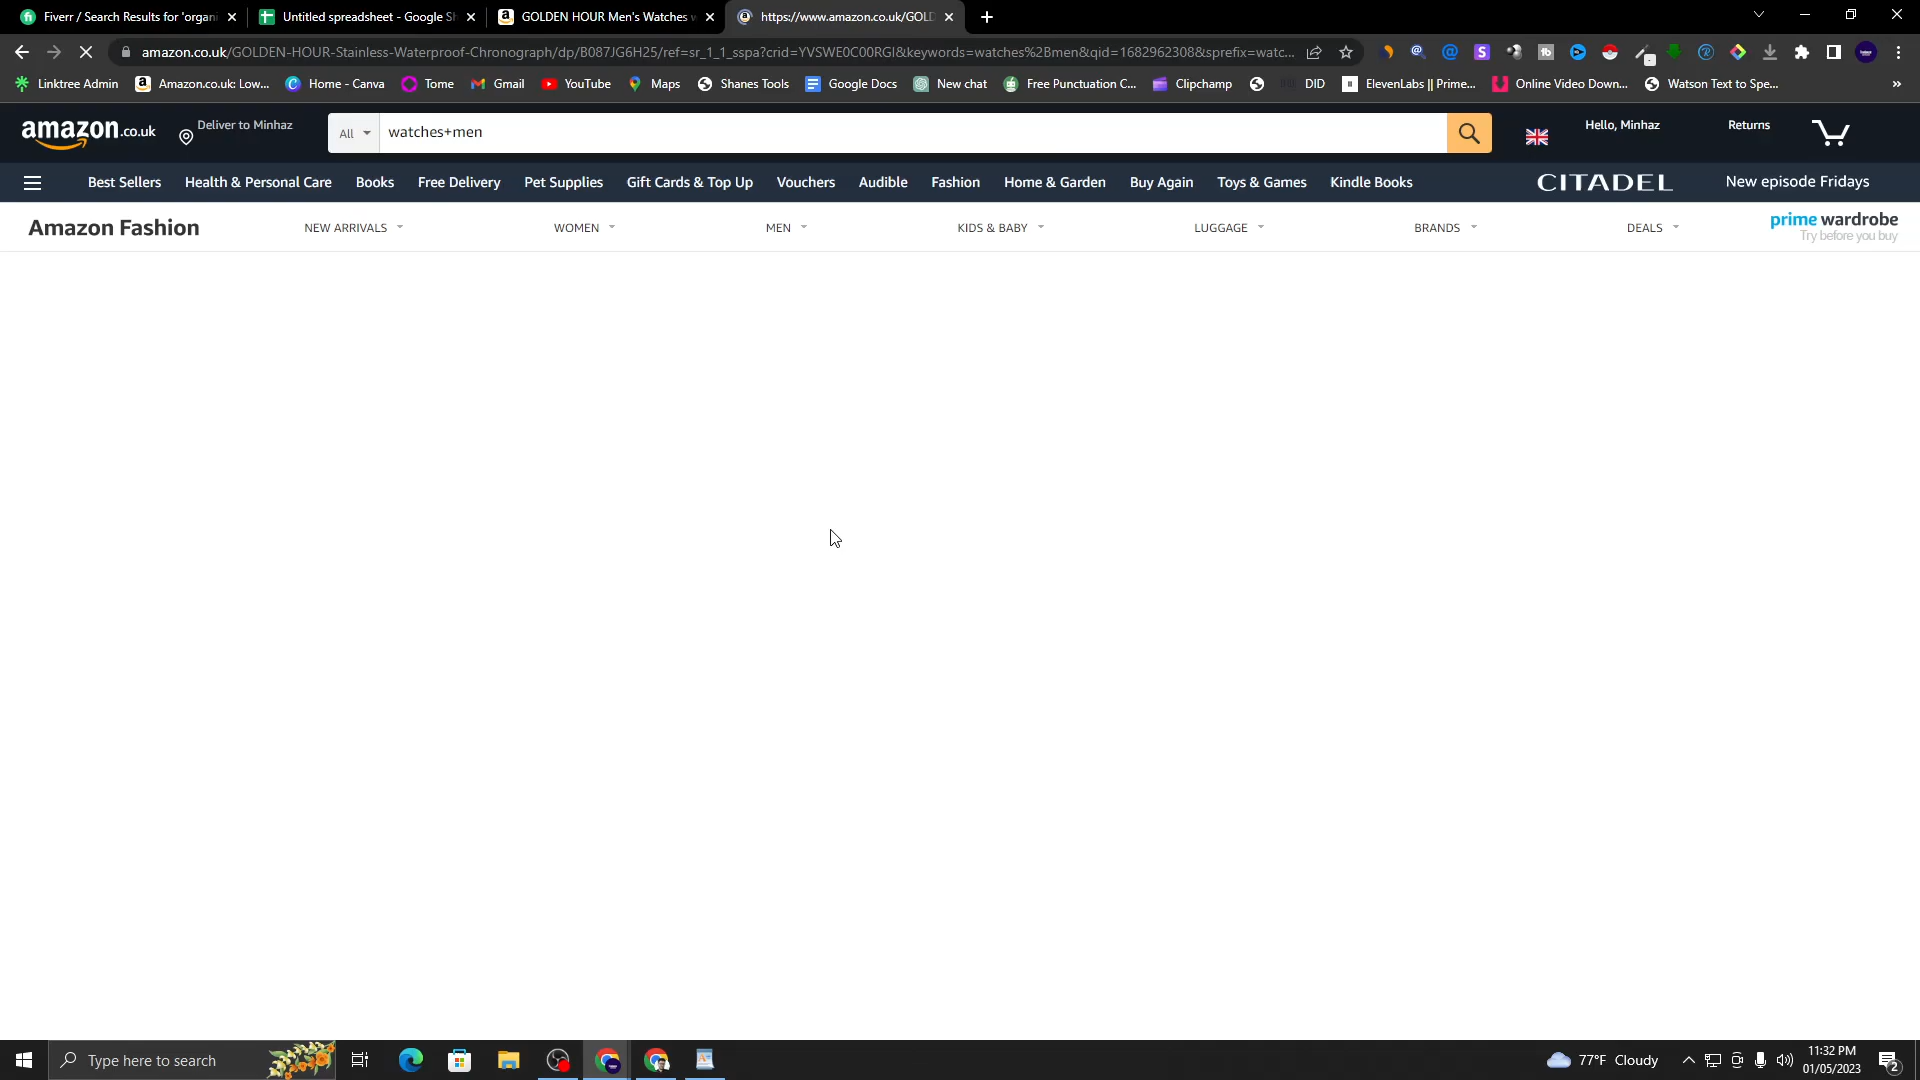 Fiverr / Search Results for 'organi
Untitled spreadsheet - Google Sh
GOLDEN HOUR Men's Watches w
https://www.amazon.co.uk/GOLD
amazon.co.uk/GOLDEN-HOUR-Stainless-Waterproof-Chronograph/dp/B087JG6H25/ref=sr_1_1_sspa?crid=YVSWE0C00RGI&keywords=watches%2Bmen&qid=1682962308&sprefix=watc...
Linktree Admin
Amazon.co.uk: Low...
Home - Canva
Tome
Gmail
YouTube
Maps
Shanes Tools
Google Docs
New chat
Free Punctuation C...
Clipchamp
DID
ElevenLabs || Prime...
Online Video Down...
Watson Text to Spe...
»
amazon.co.uk
Deliver to Minhaz
All
watches+men
Hello, Minhaz
Returns
Best Sellers
Health & Personal Care
Books
Free Delivery
Pet Supplies
Gift Cards & Top Up
Vouchers
Audible
Fashion
Home & Garden
Buy Again
Toys & Games
Kindle Books
CITADEL
New episode Fridays
Amazon Fashion
NEW ARRIVALS
WOMEN
MEN
KIDS & BABY
LUGGAGE
BRANDS
DEALS
prime wardrobe
Try before you buy
Type here to search
77°F Cloudy
11:32 PM
01/05/2023
2